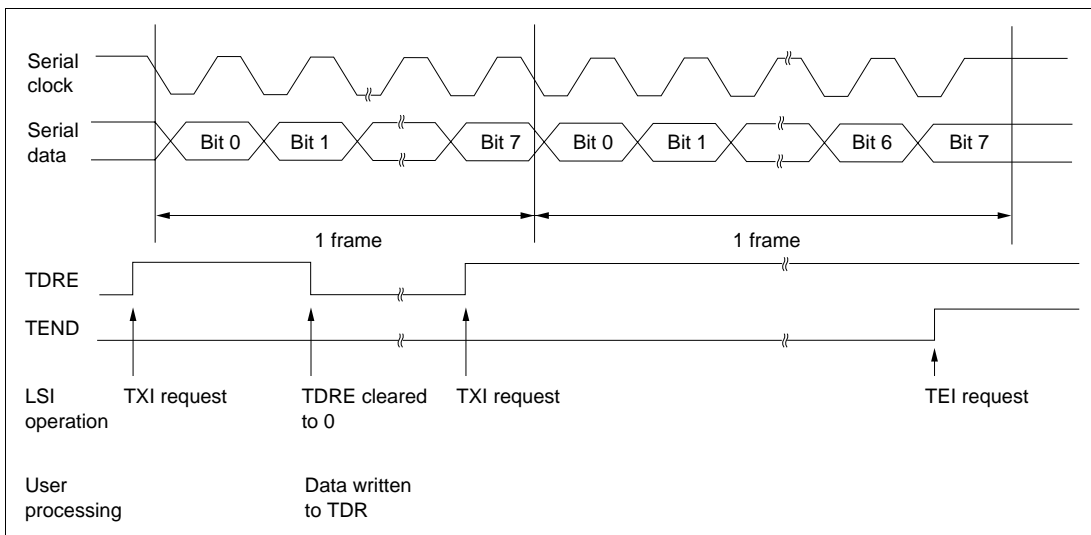 Serial
clock
Serial
data
Bit 0 Bit 1 Bit 7 Bit 0 Bit 1 Bit 6 Bit 7
1 frame 1 frame
TDRE
TEND
LSI
operation
TXI request
TDRE cleared
to 0
TXI request
TEI request
User
processing
Data written
to TDR